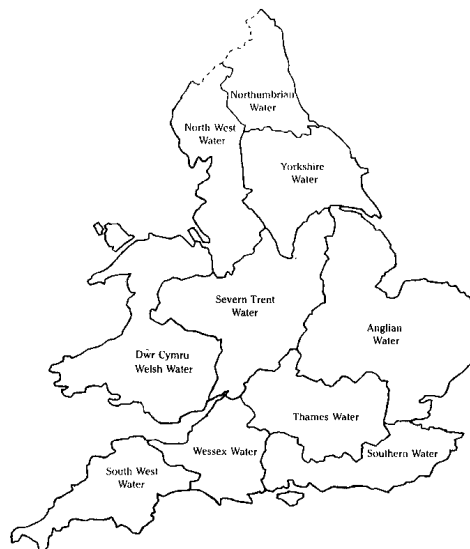 Northumbrian
Water
North West
Water
Yorkshire
Water
Severn Trent
Water
Anglian
Water
Dŵr Cymru
Welsh Water
Thames Water
Wessex Water
Southern Water
South West
Water